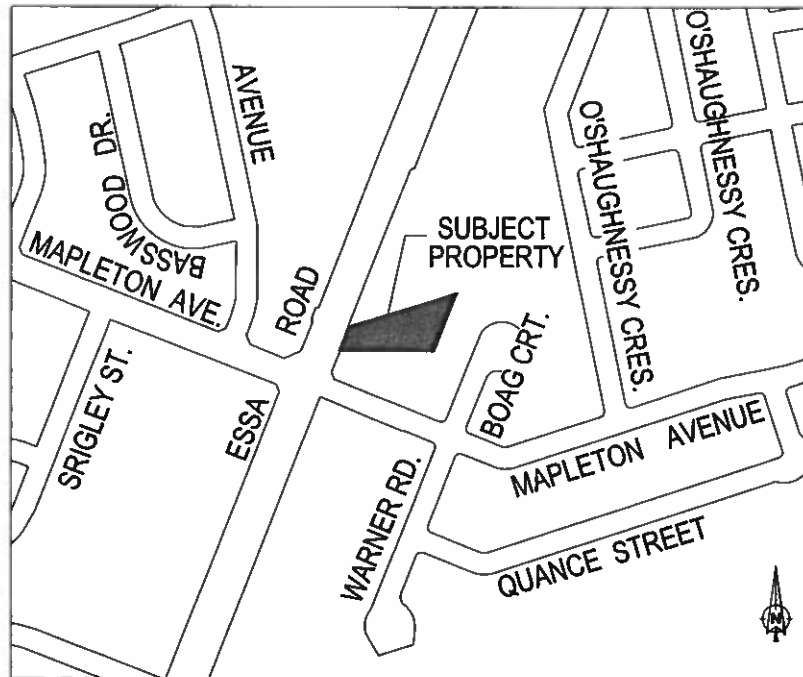 AVENUE
BASSWOOD DR.
MAPLETON AVE.
SRIGLEY ST.
ESSA
ROAD
SUBJECT
PROPERTY
BOAG CRT.
WARNER RD.
O'SHAUGHNESSY CRES.
O'SHAUGHNESSY CRES.
MAPLETON AVENUE
QUANCE STREET
N